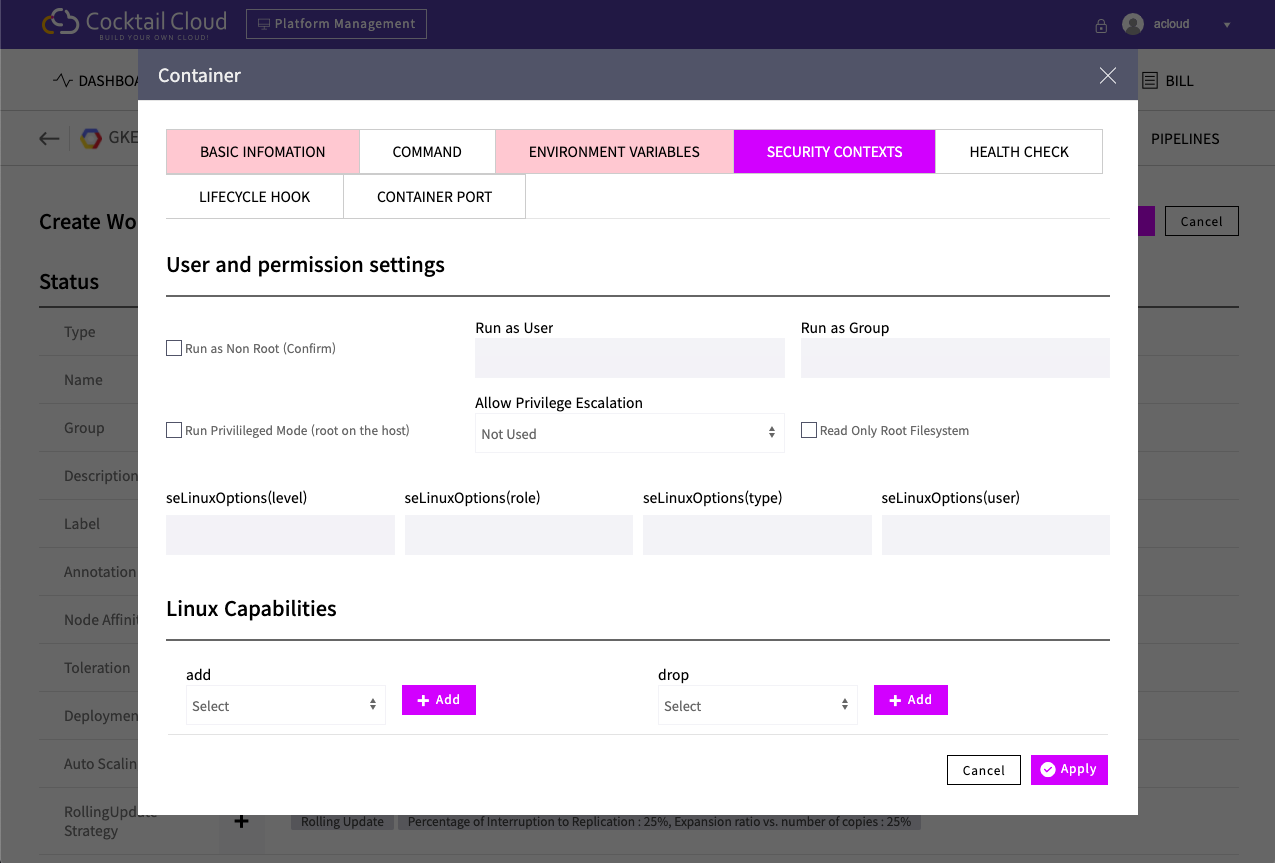 Cocktail Cloud
BUILD YOUR OWN CLOUD!
Platform Management
acloud
DASHBOA
BILL
Container
GKE
PIPELINES
BASIC INFOMATION
COMMAND
ENVIRONMENT VARIABLES
SECURITY CONTEXTS
HEALTH CHECK
LIFECYCLE HOOK
CONTAINER PORT
Create Wo
Cancel
User and permission settings
Status
Type
Name
Group
Description
Label
Annotation
Node Affinit
Toleration
Deploymen
Auto Scalin
RollingUpdate
Strategy
Run as Non Root (Confirm)
Run as User
Run as Group
Run Privilileged Mode (root on the host)
Allow Privilege Escalation
Not Used
Read Only Root Filesystem
seLinuxOptions(level)
seLinuxOptions(role)
seLinuxOptions(type)
seLinuxOptions(user)
Linux Capabilities
add
Select
+ Add
drop
Select
+ Add
Cancel
Apply
+
Rolling Update
Percentage of Interruption to Replication : 25%, Expansion ratio vs. number of copies : 25%